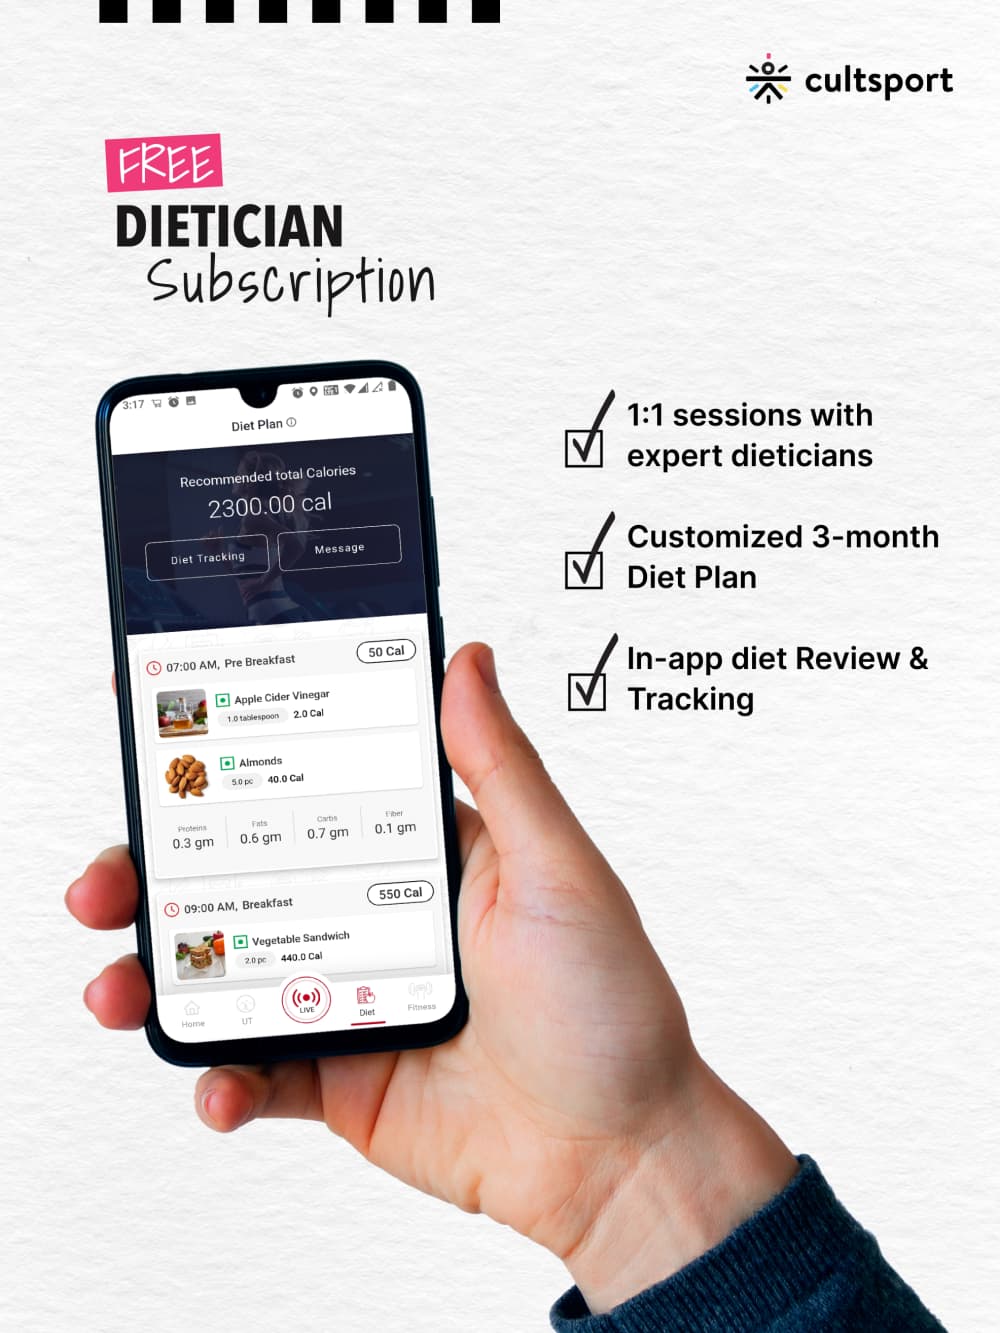 cultsport
FREE
DIETICIAN
Subscription
1:1 sessions with
expert dieticians
Customized 3-month
Diet Plan
In-app diet Review &
Tracking
3:17
Diet Plan
Recommended total Calories
2300.00 cal
Diet Tracking Message
07:00 AM, Pre Breakfast 50 Cal
Apple Cider Vinegar
1.0 tablespoon 2.0 Cal
Almonds
5.0 pc 40.0 Cal
Proteins Fats Carbs Fiber
0.3 gm 0.6 gm 0.7 gm 0.1 gm
09:00 AM, Breakfast 550 Cal
Vegetable Sandwich
2.0 pc 440.0 Cal
LIVE
Home UT Diet Fitness